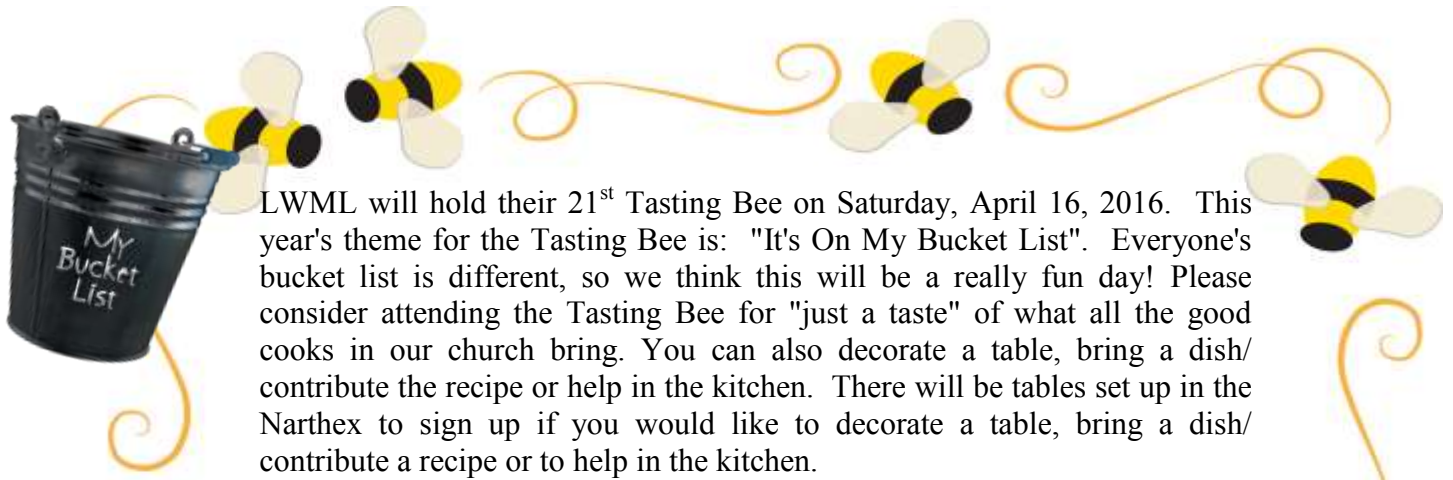 My
Bucket
List
LWML will hold their 21st Tasting Bee on Saturday, April 16, 2016. This
year's theme for the Tasting Bee is: "It's On My Bucket List". Everyone's
bucket list is different, so we think this will be a really fun day! Please
consider attending the Tasting Bee for "just a taste" of what all the good
cooks in our church bring. You can also decorate a table, bring a dish/
contribute the recipe or help in the kitchen. There will be tables set up in the
Narthex to sign up if you would like to decorate a table, bring a dish/
contribute a recipe or to help in the kitchen.